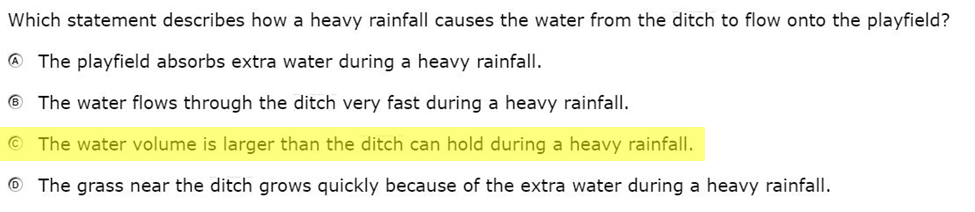 Which statement describes how a heavy rainfall causes the water from the ditch to flow onto the playfield?
Ⓐ The playfield absorbs extra water during a heavy rainfall.
Ⓑ The water flows through the ditch very fast during a heavy rainfall.
Ⓒ The water volume is larger than the ditch can hold during a heavy rainfall.
Ⓓ The grass near the ditch grows quickly because of the extra water during a heavy rainfall.